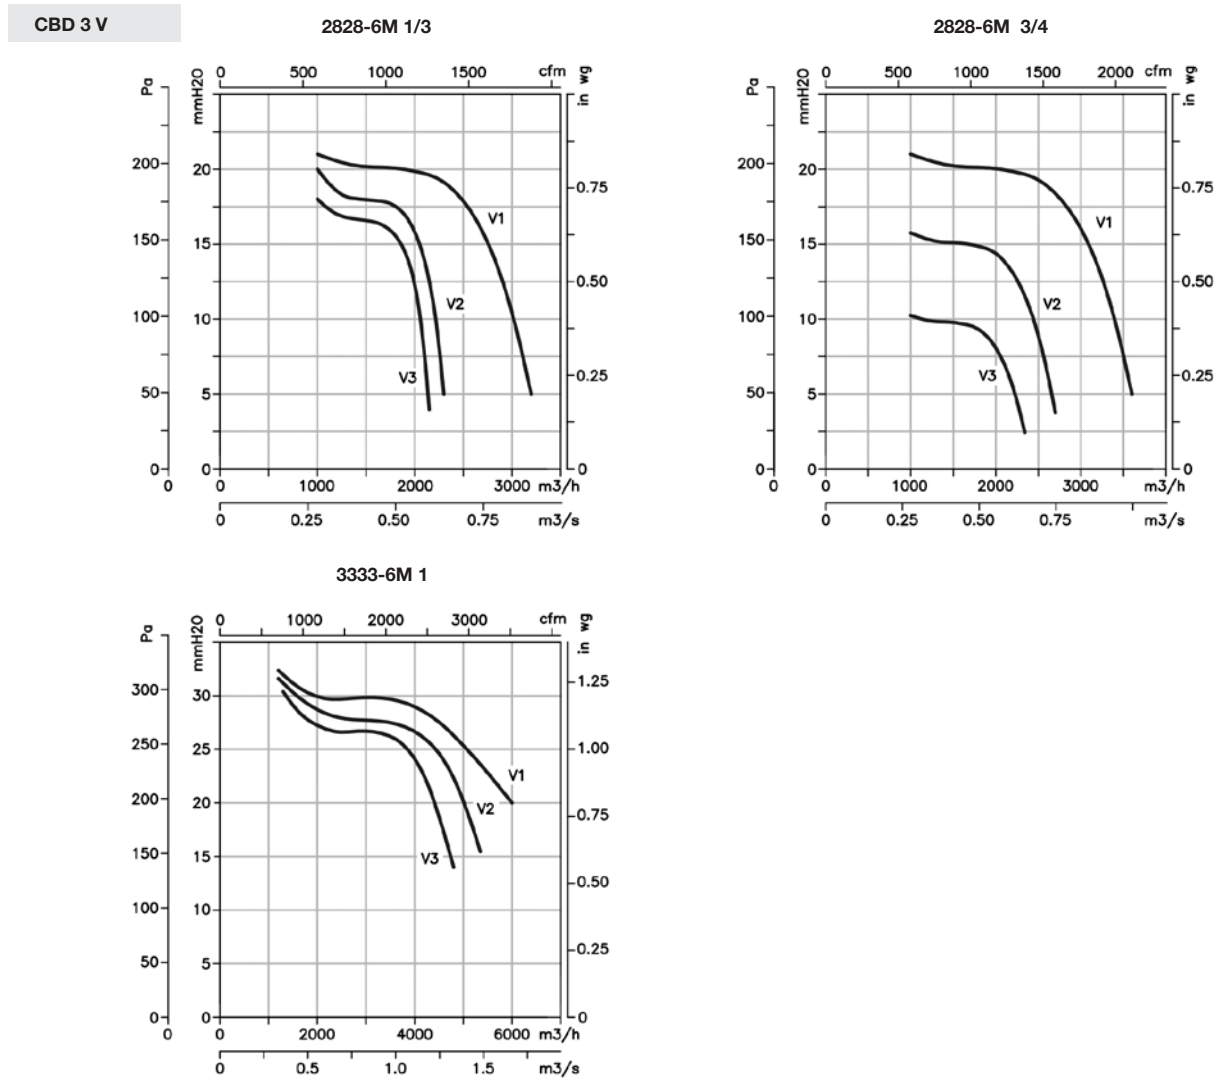 CBD 3 V
2828-6M 1/3
2828-6M 3/4
Pa
mmH2O
0 500 1000 1500 cfm
in wg
200
150
100
50
0
0
20
15
10
5
0
V1
V2
V3
0.75
0.50
0.25
0
0 1000 2000 3000 m3/h
0 0.25 0.50 0.75 m3/s
Pa
mmH2O
0 500 1000 1500 2000 cfm
in wg
200
150
100
50
0
0
20
15
10
5
0
V1
V2
V3
0.75
0.50
0.25
0
0 1000 2000 3000 m3/h
0 0.25 0.50 0.75 m3/s
3333-6M 1
Pa
mmH2O
0 1000 2000 3000 cfm
in wg
300
250
200
150
100
50
0
0
30
25
20
15
10
5
0
V1
V2
V3
1.25
1.00
0.75
0.50
0.25
0
0 2000 4000 6000 m3/h
0 0.5 1.0 1.5 m3/s